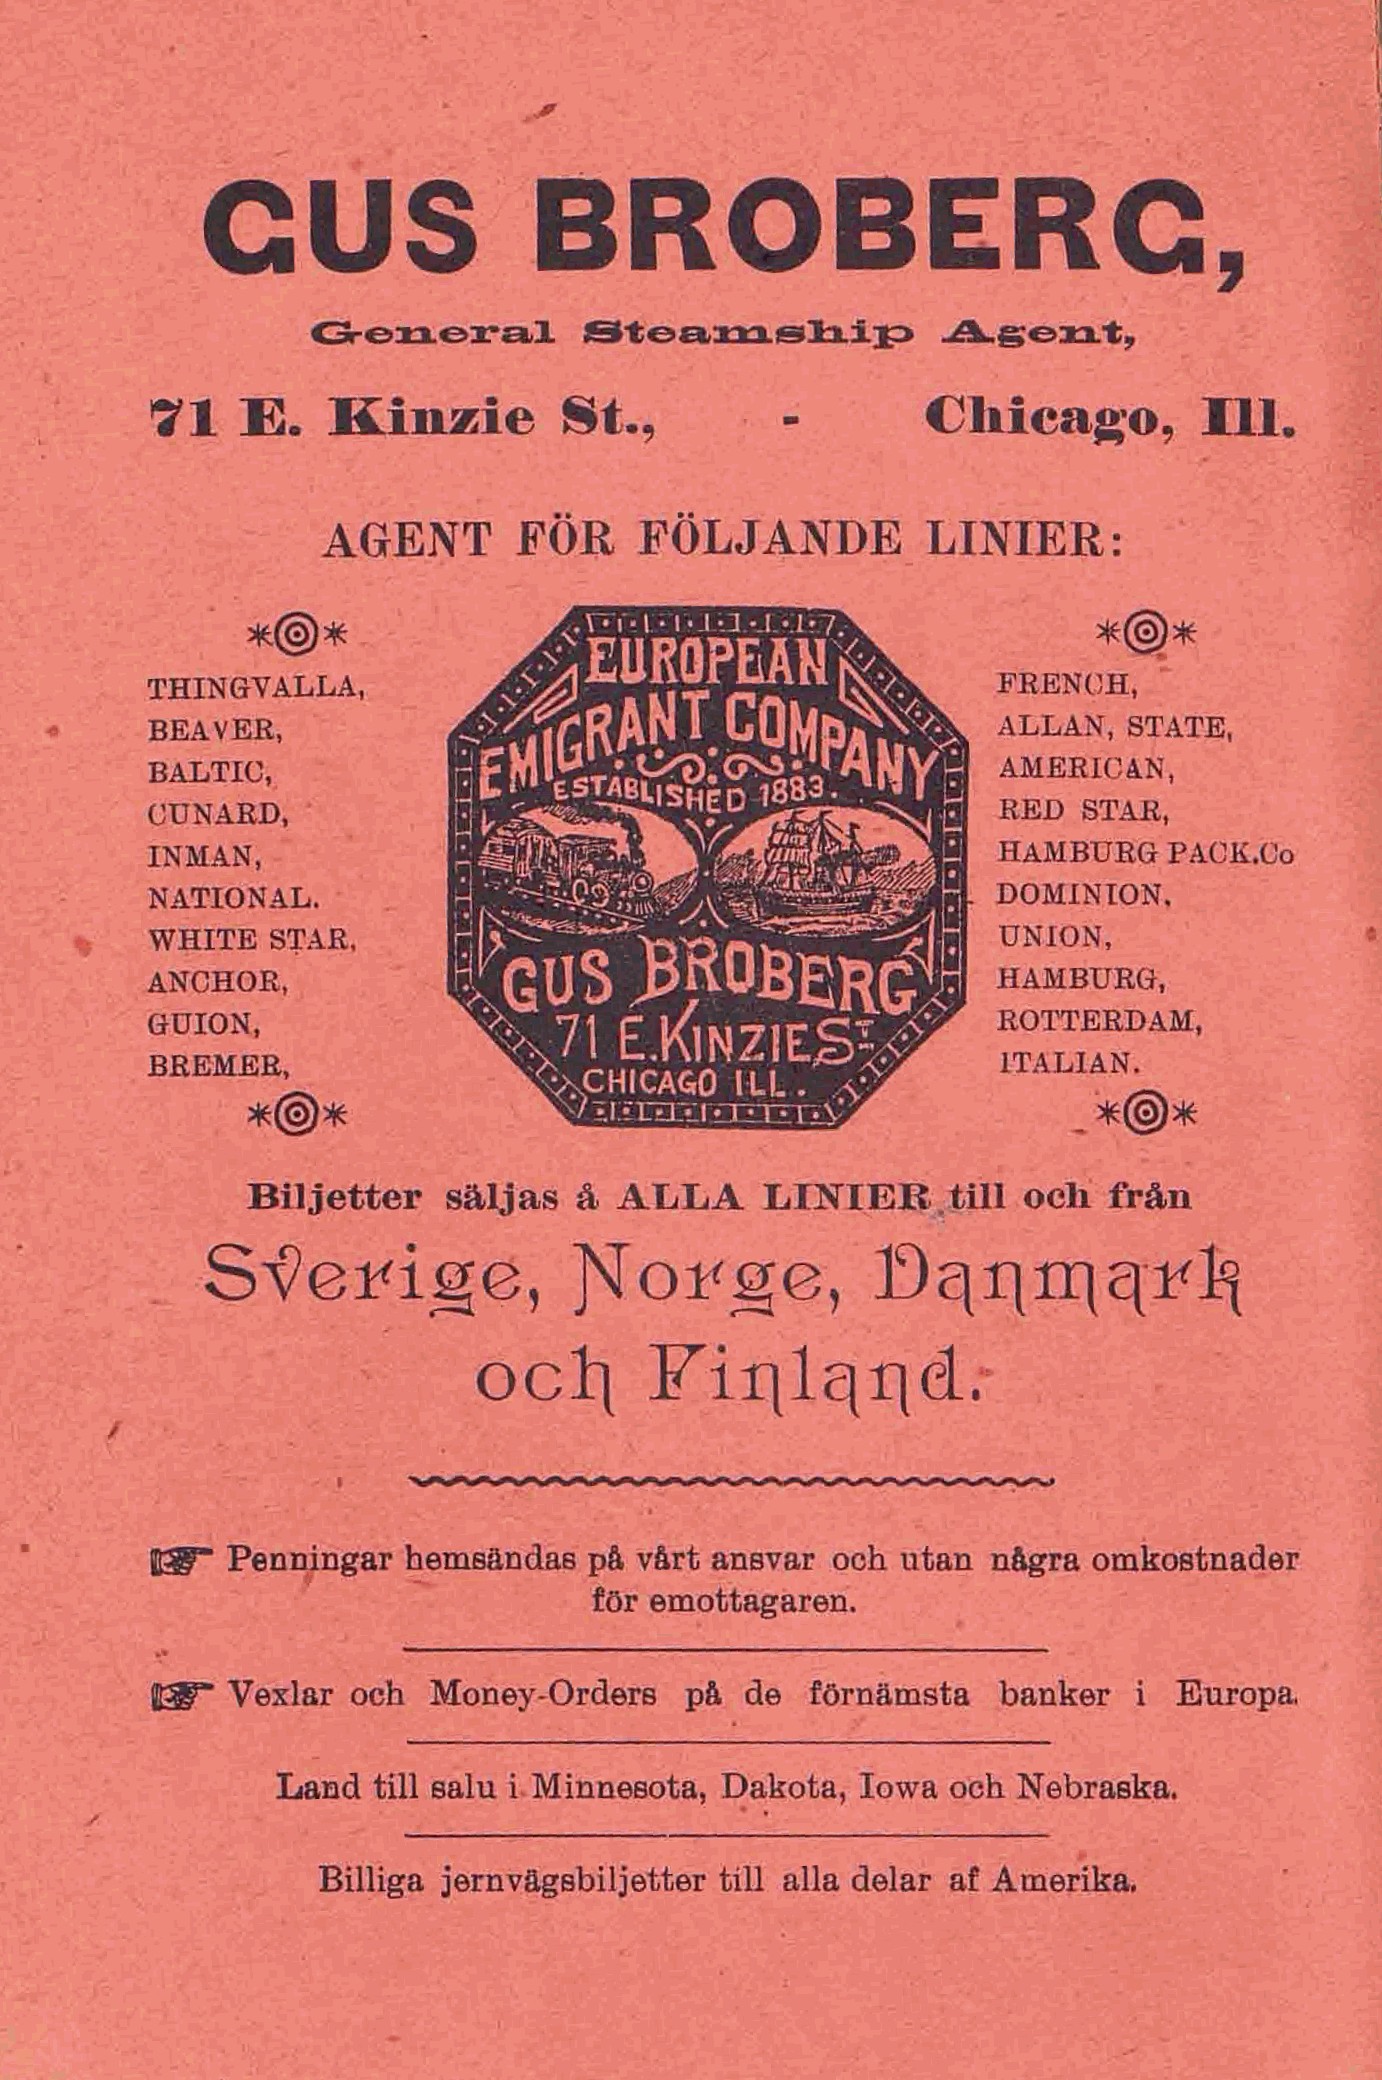 GUS BROBERG,
General Steamship Agent,
71 E. Kinzie St., - Chicago, Ill.
AGENT FÖR FÖLJANDE LINIER:
THINGVALLA,
BEAVER,
BALTIC,
CUNARD,
INMAN,
NATIONAL.
WHITE STAR,
ANCHOR,
GUION,
BREMER,
EUROPEAN
EMIGRANT COMPANY
ESTABLISHED 1883.
GUS BROBERG
71 E. KINZIE ST
CHICAGO ILL.
FRENCH,
ALLAN, STATE,
AMERICAN,
RED STAR,
HAMBURG PACK.Co
DOMINION,
UNION,
HAMBURG,
ROTTERDAM,
ITALIAN.
Biljetter säljas å ALLA LINIER till och från
Sverige, Norge, Danmark
och Finland.
☞ Penningar hemsändas på vårt ansvar och utan några omkostnader
för emottagaren.
☞ Vexlar och Money-Orders på de förnämsta banker i Europa.
Land till salu i Minnesota, Dakota, Iowa och Nebraska.
Billiga jernvägsbiljetter till alla delar af Amerika.